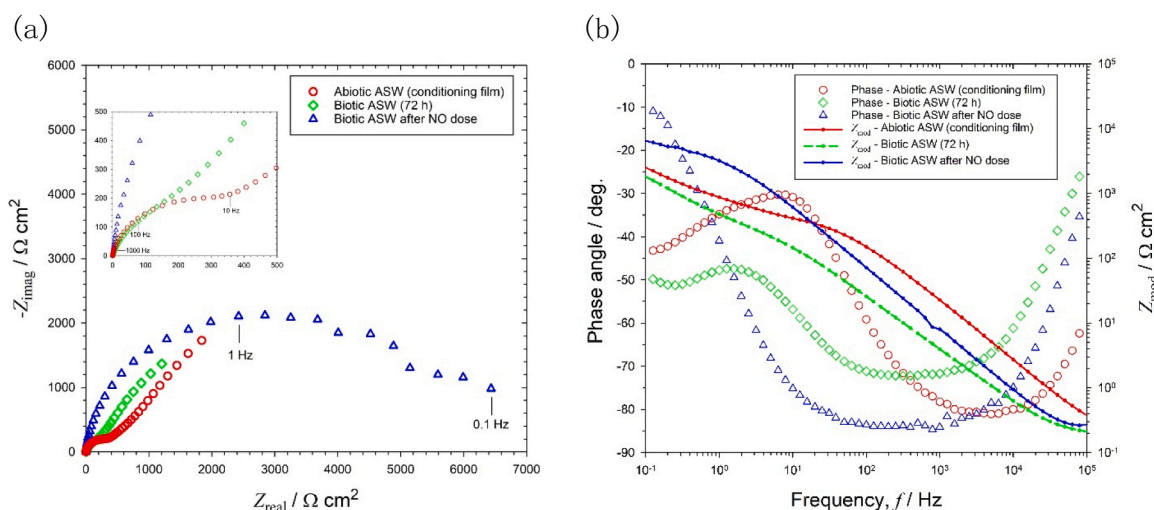 (a)
6000
5000
4000
3000
2000
1000
0
-Zimag / Ω cm²
0 1000 2000 3000 4000 5000 6000 7000
Zreal / Ω cm²
Abiotic ASW (conditioning film)
Biotic ASW (72 h)
Biotic ASW after NO dose
500
400
300
200
100
0
0 100 200 300 400 500
10 Hz
100 Hz
1000 Hz
1 Hz
0.1 Hz
(b)
0
-10
-20
-30
-40
-50
-60
-70
-80
-90
Phase angle / deg.
10⁻¹ 10⁰ 10¹ 10² 10³ 10⁴ 10⁵
Frequency, f / Hz
Phase - Abiotic ASW (conditioning film)
Phase - Biotic ASW (72 h)
Phase - Biotic ASW after NO dose
Zmod - Abiotic ASW (conditioning film)
Zmod - Biotic ASW (72 h)
Zmod - Biotic ASW after NO dose
10⁵
10⁴
10³
10²
10¹
10⁰
10⁻¹
Zmod / Ω cm²